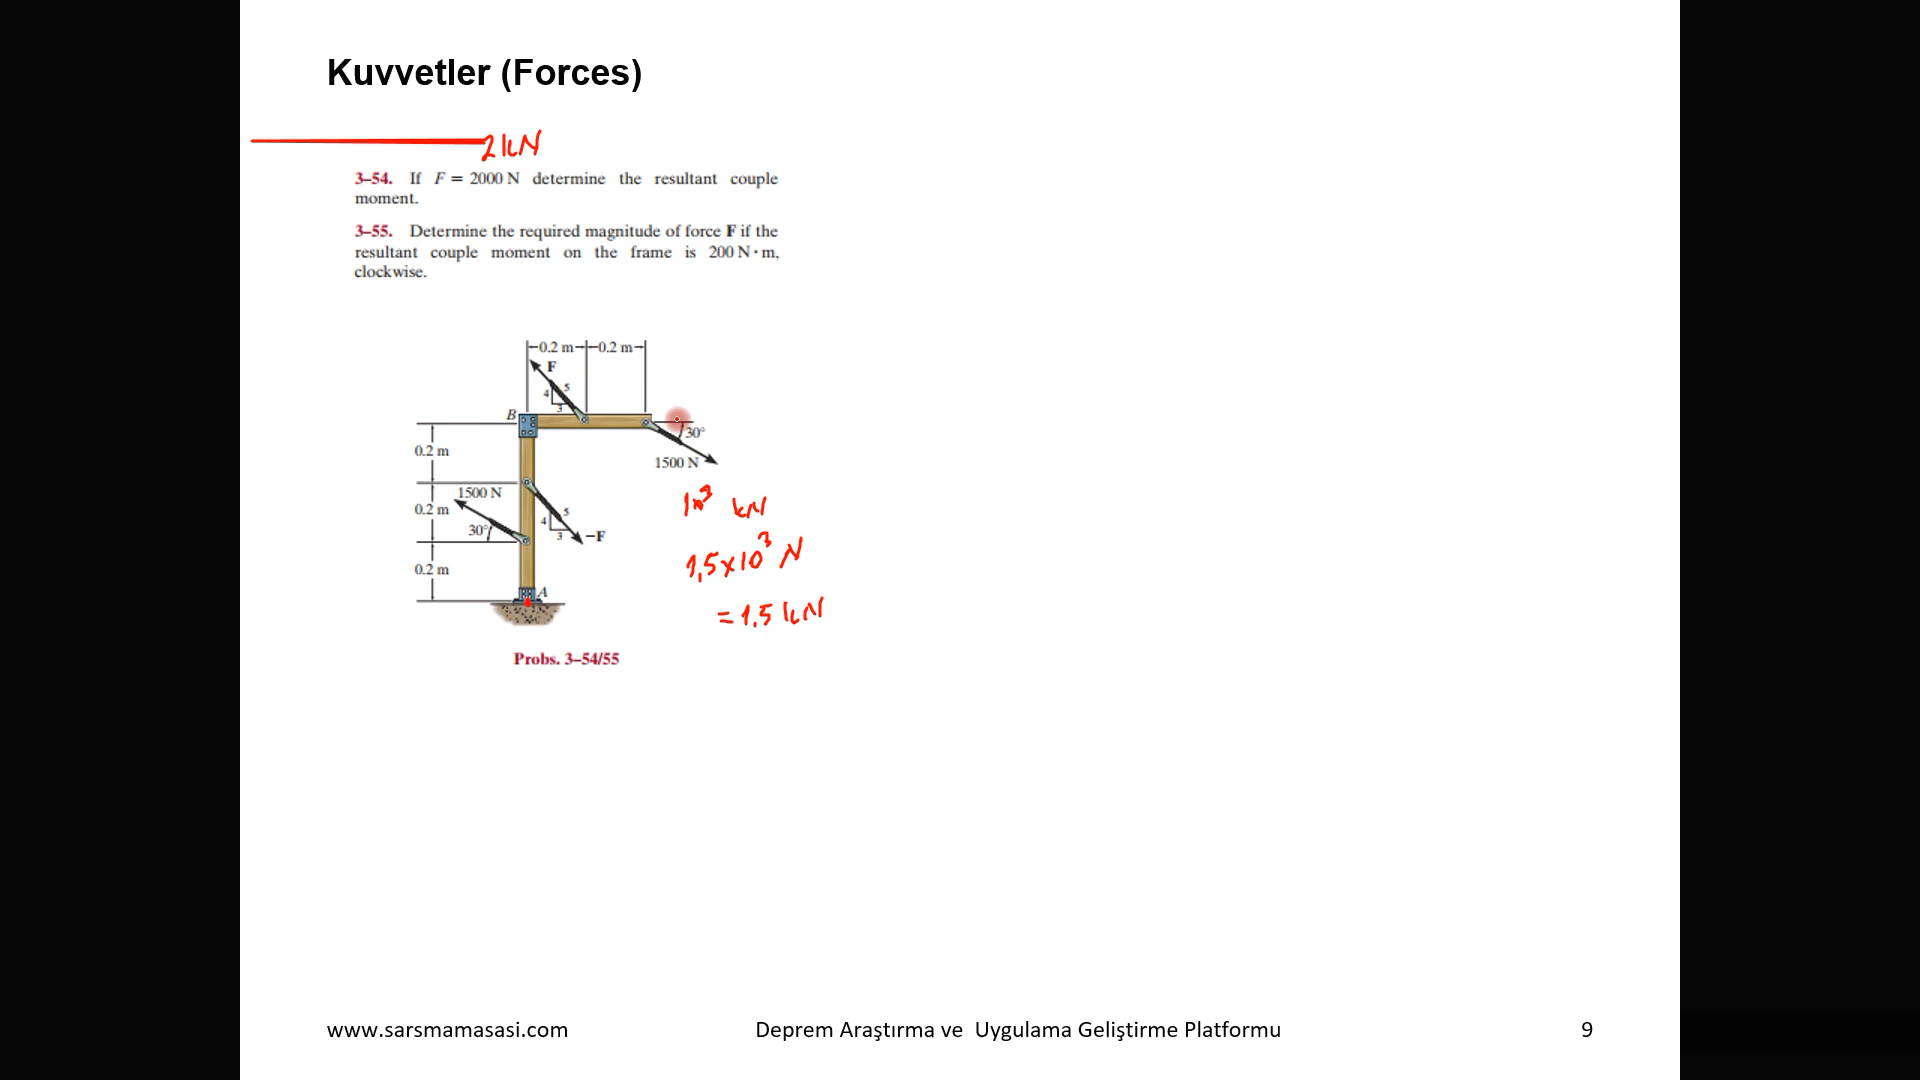 Kuvvetler (Forces)
2 kN
3–54. If F = 2000 N determine the resultant couple
moment.
3–55. Determine the required magnitude of force F if the
resultant couple moment on the frame is 200 N·m,
clockwise.
0.2 m 0.2 m
F
5
4
3
B
30°
0.2 m
1500 N
1500 N
0.2 m
5
4
30°
3
−F
0.2 m
A
kN
1,5x10³ N
= 1,5 kN
Probs. 3–54/55
www.sarsmamasasi.com
Deprem Araştırma ve Uygulama Geliştirme Platformu
9